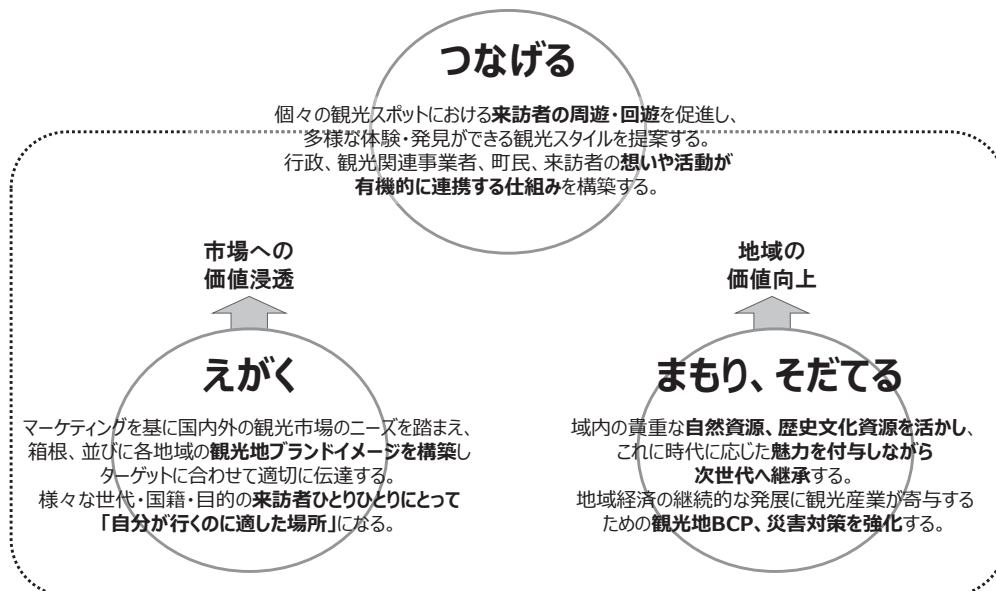 つなげる
個々の観光スポットにおける来訪者の周遊・回遊を促進し、
多様な体験・発見ができる観光スタイルを提案する。
行政、観光関連事業者、町民、来訪者の想いや活動が
有機的に連携する仕組みを構築する。
市場への
価値浸透
地域の
価値向上
えがく
マーケティングを基に国内外の観光市場のニーズを踏まえ、
箱根、並びに各地域の観光地ブランドイメージを構築し
ターゲットに合わせて適切に伝達する。
様々な世代・国籍・目的の来訪者ひとりひとりにとって
「自分が行くのに適した場所」になる。
まもり、そだてる
域内の貴重な自然資源、歴史文化資源を活かし、
これに時代に応じた魅力を付与しながら
次世代へ継承する。
地域経済の継続的な発展に観光産業が寄与する
ための観光地BCP、災害対策を強化する。